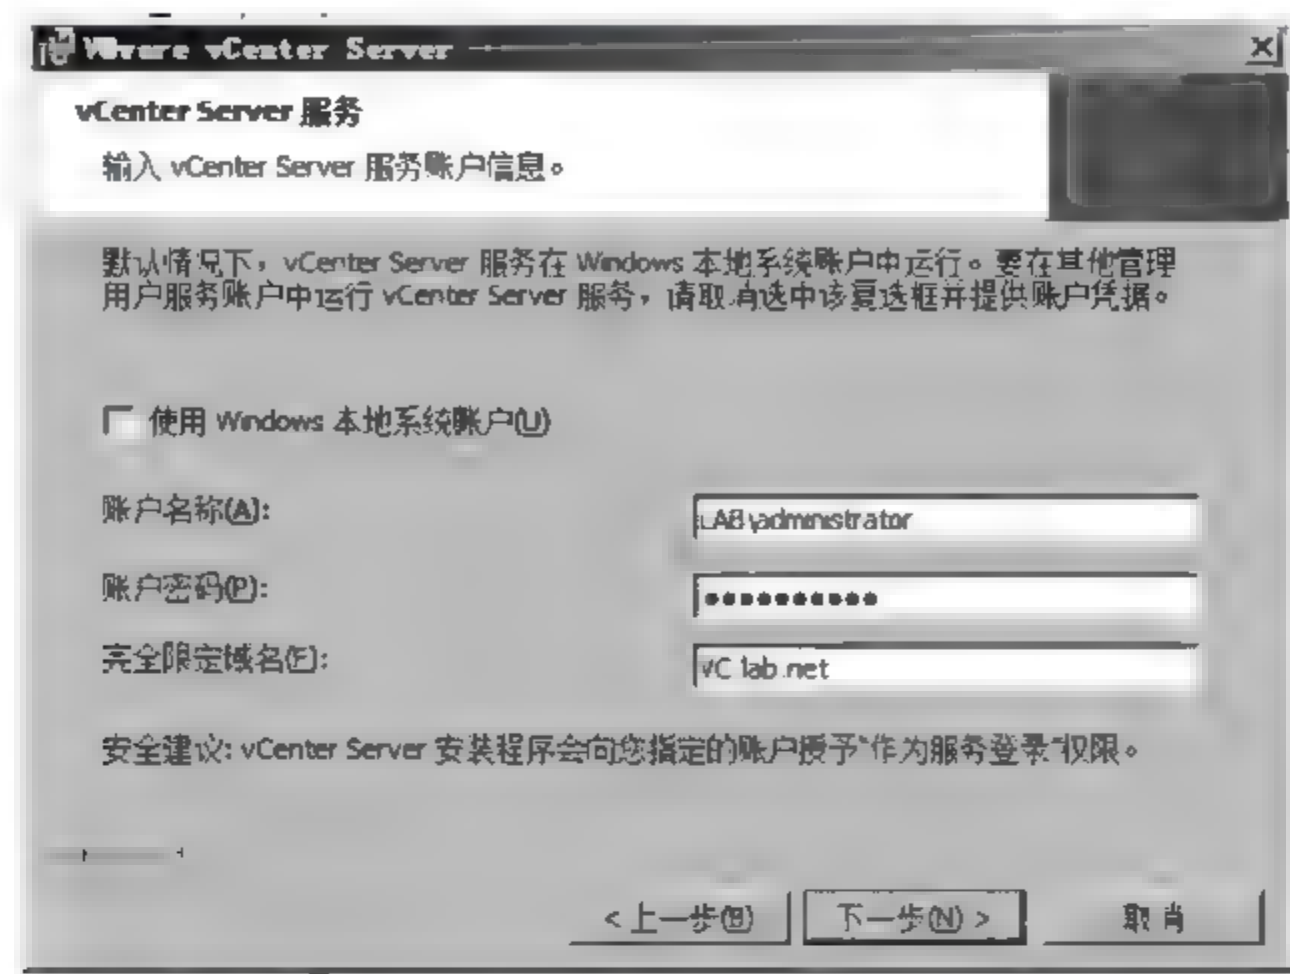 VMware vCenter Server
vCenter Server 服务
输入 vCenter Server 服务账户信息。
默认情况下，vCenter Server 服务在 Windows 本地系统账户中运行。要在其他管理
用户服务账户中运行 vCenter Server 服务，请取消选中该复选框并提供账户凭据。
使用 Windows 本地系统账户(U)
账户名称(A):
LAB\administrator
账户密码(P):
••••••••••
完全限定域名(F):
VC.lab.net
安全建议: vCenter Server 安装程序会向您指定的账户授予"作为服务登录"权限。
< 上一步(B)
下一步(N) >
取消